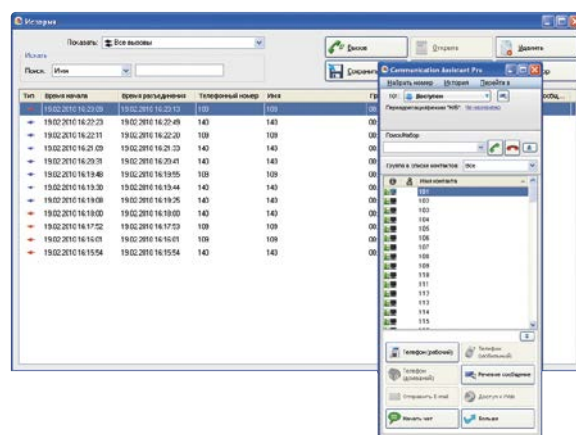 История
Показать: Все вызовы
Искать
Поиск: Имя
Вызов
Открыть
Удалить
Сохранить
Тип Время начала Время разъединения Телефонный номер Имя
19.02.2010 16:23:09 19.02.2010 16:23:13 109 109
19.02.2010 16:22:23 19.02.2010 16:22:49 143 143
19.02.2010 16:22:11 19.02.2010 16:22:20 109 109
19.02.2010 16:21:09 19.02.2010 16:21:33 143 143
19.02.2010 16:20:31 19.02.2010 16:20:41 143 143
19.02.2010 16:19:48 19.02.2010 16:19:55 109 109
19.02.2010 16:19:30 19.02.2010 16:19:44 143 143
19.02.2010 16:19:08 19.02.2010 16:19:25 143 143
19.02.2010 16:18:00 19.02.2010 16:18:00 143 143
19.02.2010 16:17:52 19.02.2010 16:17:53 109 109
19.02.2010 16:16:01 19.02.2010 16:16:01 109 109
19.02.2010 16:15:54 19.02.2010 16:15:54 143 143
Communication Assistant Pro
Набрать номер История Перейти к
Доступен
Поиск/Набор
Группа в списке контактов Все
Имя контакта
101
102
103
104
105
106
107
108
109
110
111
112
113
114
115
Телефон (рабочий)
Телефон (мобильный)
Телефон (домашний)
Речевое сообщение
Отправить E-mail
Доступ к Web
Начать чат
Больше